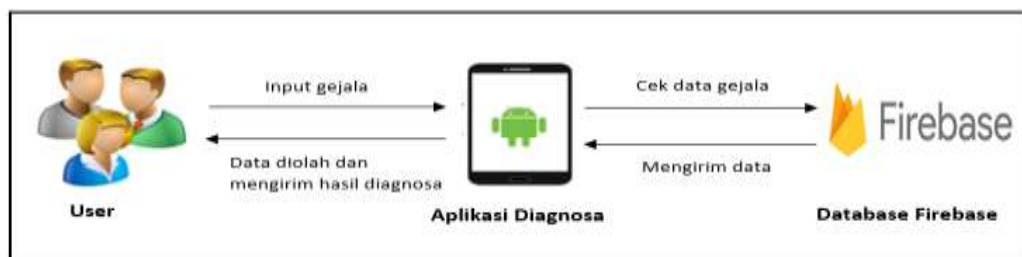 Input gejala
Data diolah dan
mengirim hasil diagnosa
User
Aplikasi Diagnosa
Cek data gejala
Mengirim data
Firebase
Database Firebase